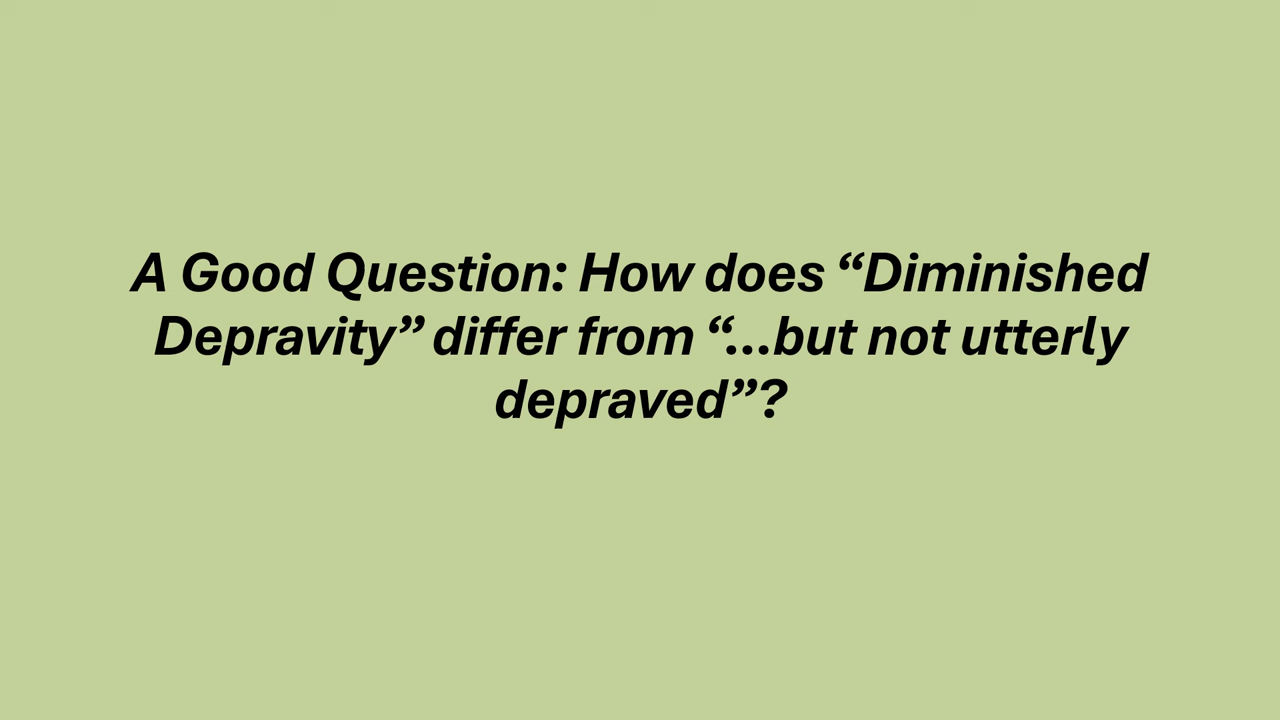 A Good Question: How does “Diminished
Depravity” differ from “…but not utterly
depraved”?